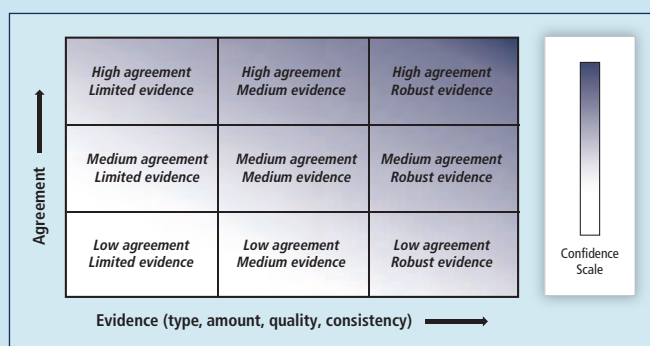 High agreement
Limited evidence
High agreement
Medium evidence
High agreement
Robust evidence
Medium agreement
Limited evidence
Medium agreement
Medium evidence
Medium agreement
Robust evidence
Low agreement
Limited evidence
Low agreement
Medium evidence
Low agreement
Robust evidence
Agreement
Evidence (type, amount, quality, consistency)
Confidence
Scale